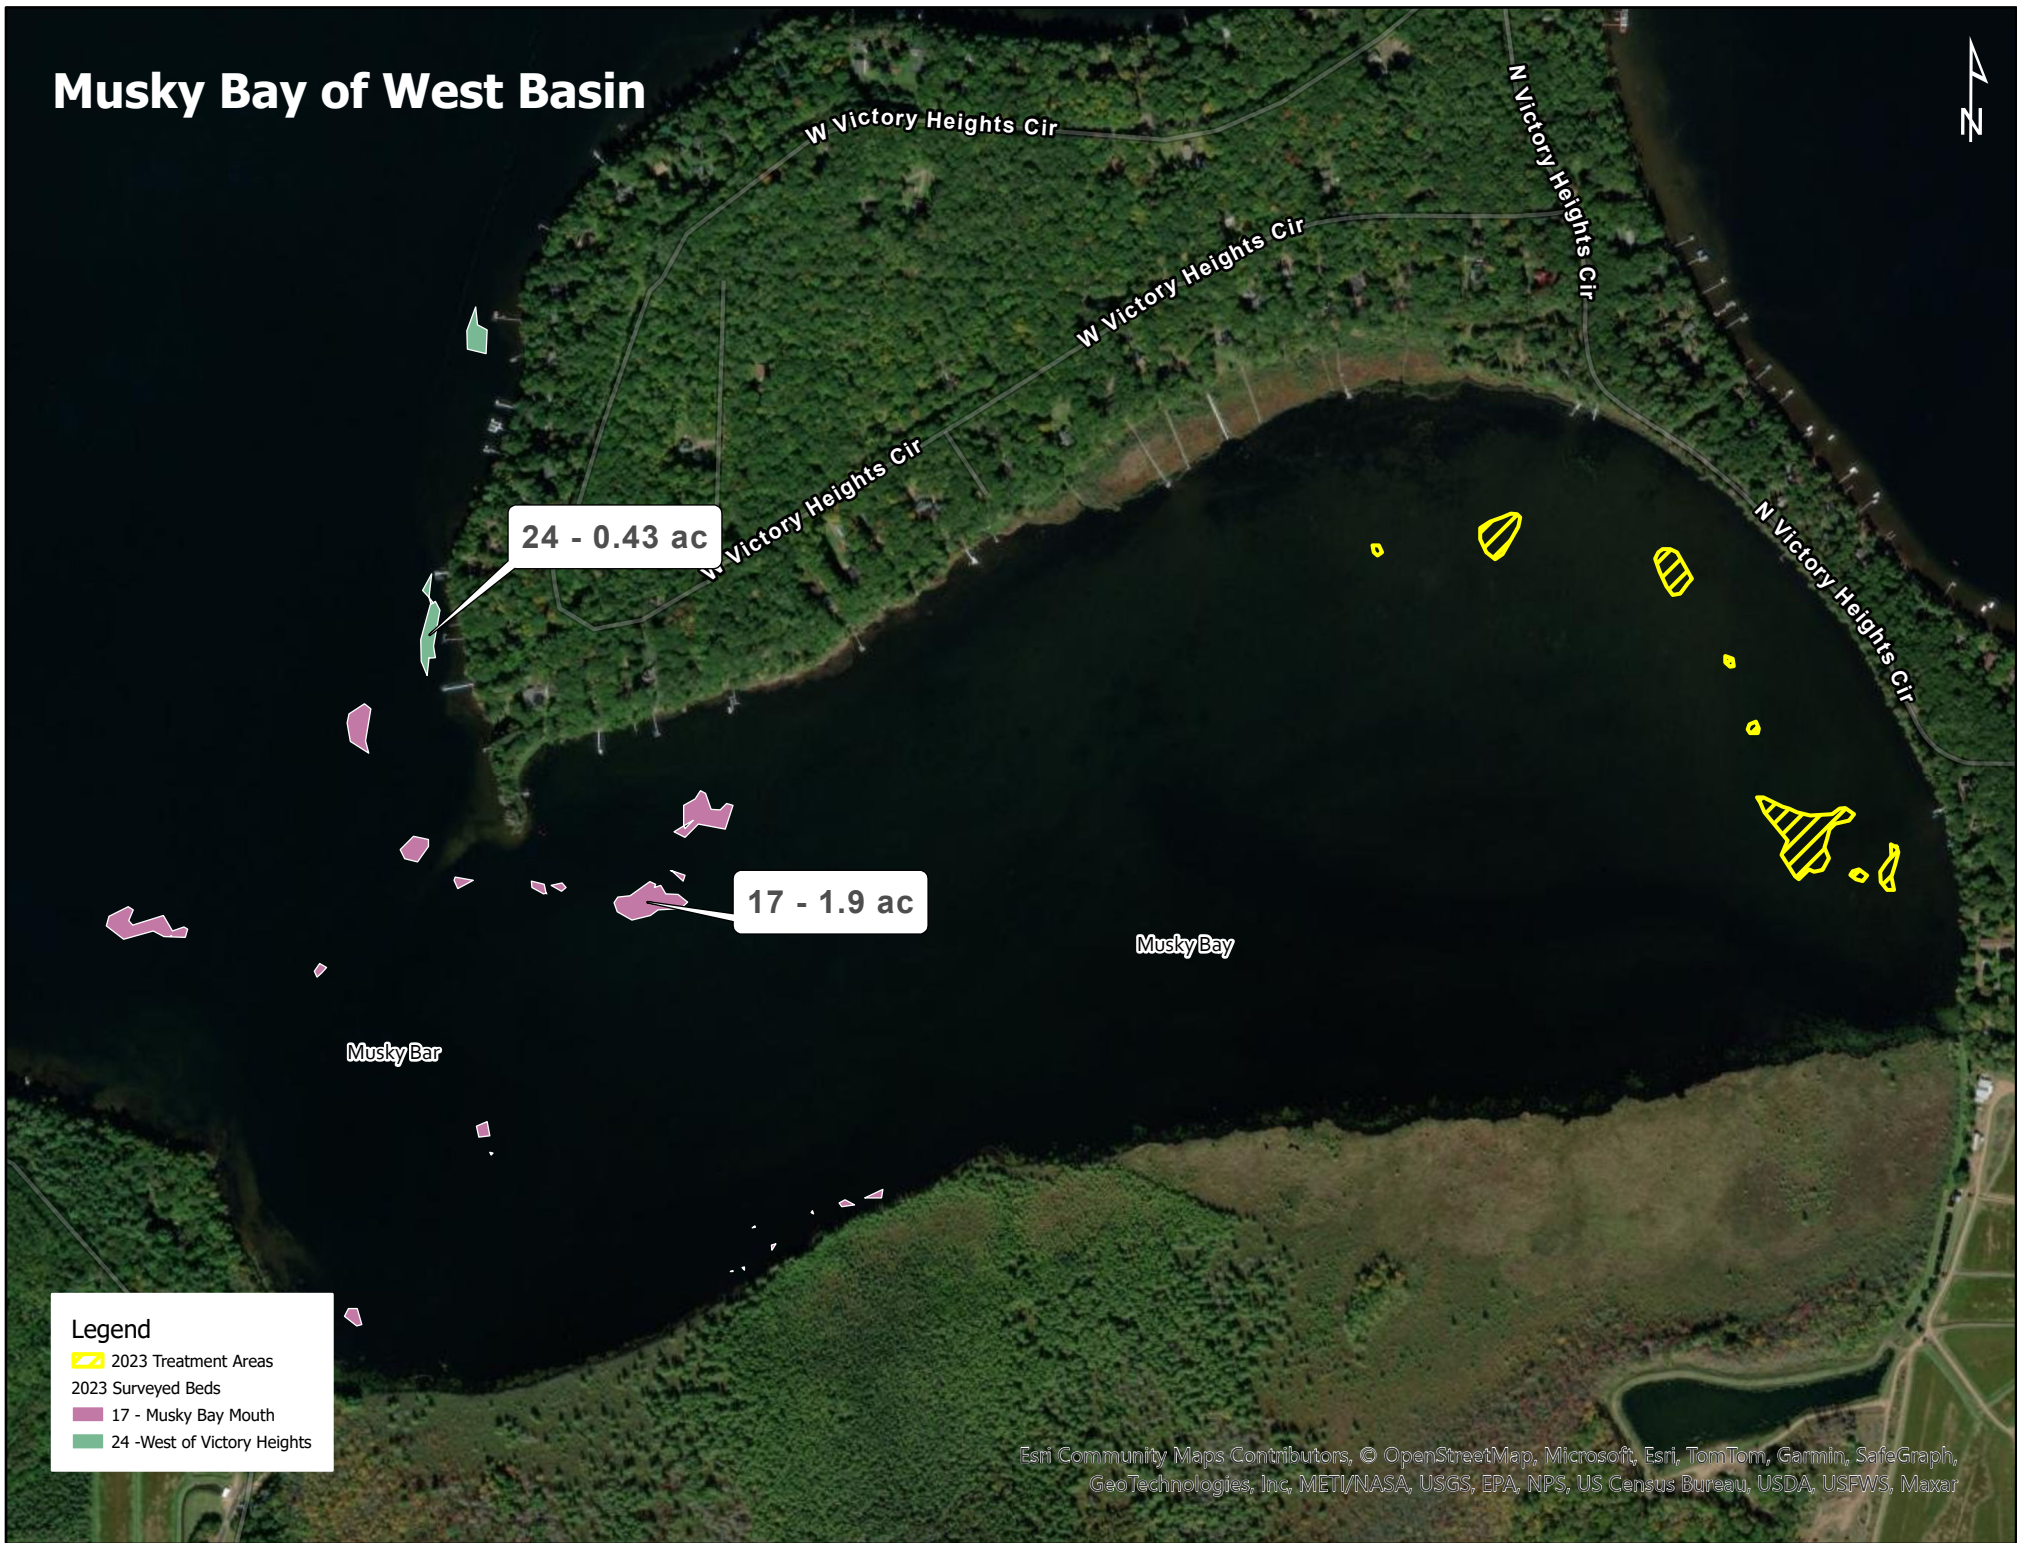 Musky Bay of West Basin
N
W Victory Heights Cir
N Victory Heights Cir
W Victory Heights Cir
W Victory Heights Cir
N Victory Heights Cir
24 - 0.43 ac
17 - 1.9 ac
Musky Bay
Musky Bar
Legend
2023 Treatment Areas
2023 Surveyed Beds
17 - Musky Bay Mouth
24 -West of Victory Heights
Esri Community Maps Contributors, © OpenStreetMap, Microsoft, Esri, TomTom, Garmin, SafeGraph,
GeoTechnologies, Inc, METI/NASA, USGS, EPA, NPS, US Census Bureau, USDA, USFWS, Maxar